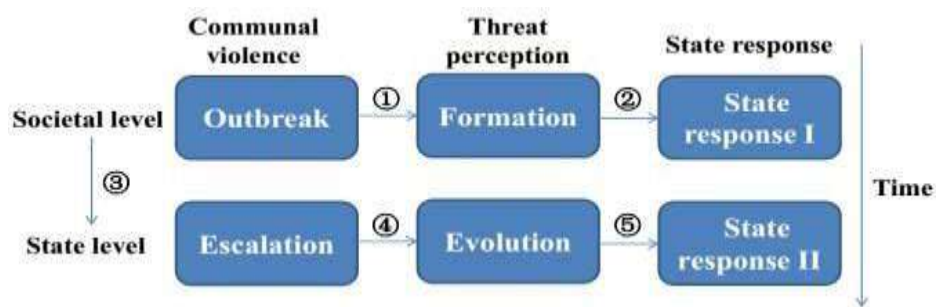 Communal
violence
Threat
perception
State response
Societal level
Outbreak
①
Formation
②
State
response I
③
Time
State level
Escalation
④
Evolution
⑤
State
response II